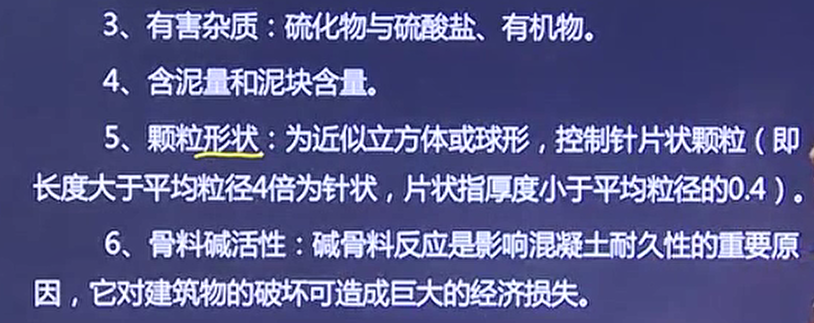 3、有害杂质：硫化物与硫酸盐、有机物。
4、含泥量和泥块含量。
5、颗粒形状：为近似立方体或球形，控制针片状颗粒（即
长度大于平均粒径4倍为针状，片状指厚度小于平均粒径的0.4）。
6、骨料碱活性：碱骨料反应是影响混凝土耐久性的重要原
因，它对建筑物的破坏可造成巨大的经济损失。